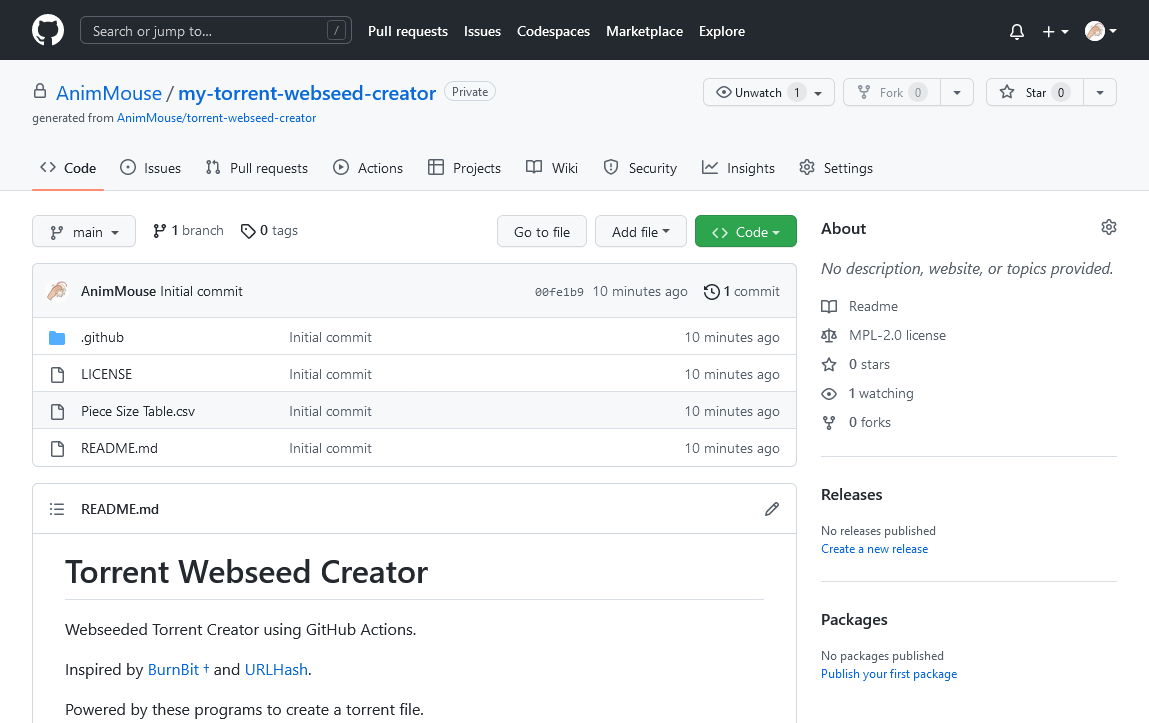 Search or jump to... /
Pull requests Issues Codespaces Marketplace Explore
AnimMouse / my-torrent-webseed-creator Private
Unwatch 1 Fork 0 Star 0
generated from AnimMouse/torrent-webseed-creator
Code Issues Pull requests Actions Projects Wiki Security Insights Settings
main 1 branch 0 tags Go to file Add file Code
AnimMouse Initial commit 00fe1b9 10 minutes ago 1 commit
.github Initial commit 10 minutes ago
LICENSE Initial commit 10 minutes ago
Piece Size Table.csv Initial commit 10 minutes ago
README.md Initial commit 10 minutes ago
README.md
Torrent Webseed Creator
Webseeded Torrent Creator using GitHub Actions.
Inspired by BurnBit † and URLHash.
Powered by these programs to create a torrent file.
About
No description, website, or topics provided.
Readme
MPL-2.0 license
0 stars
1 watching
0 forks
Releases
No releases published
Create a new release
Packages
No packages published
Publish your first package